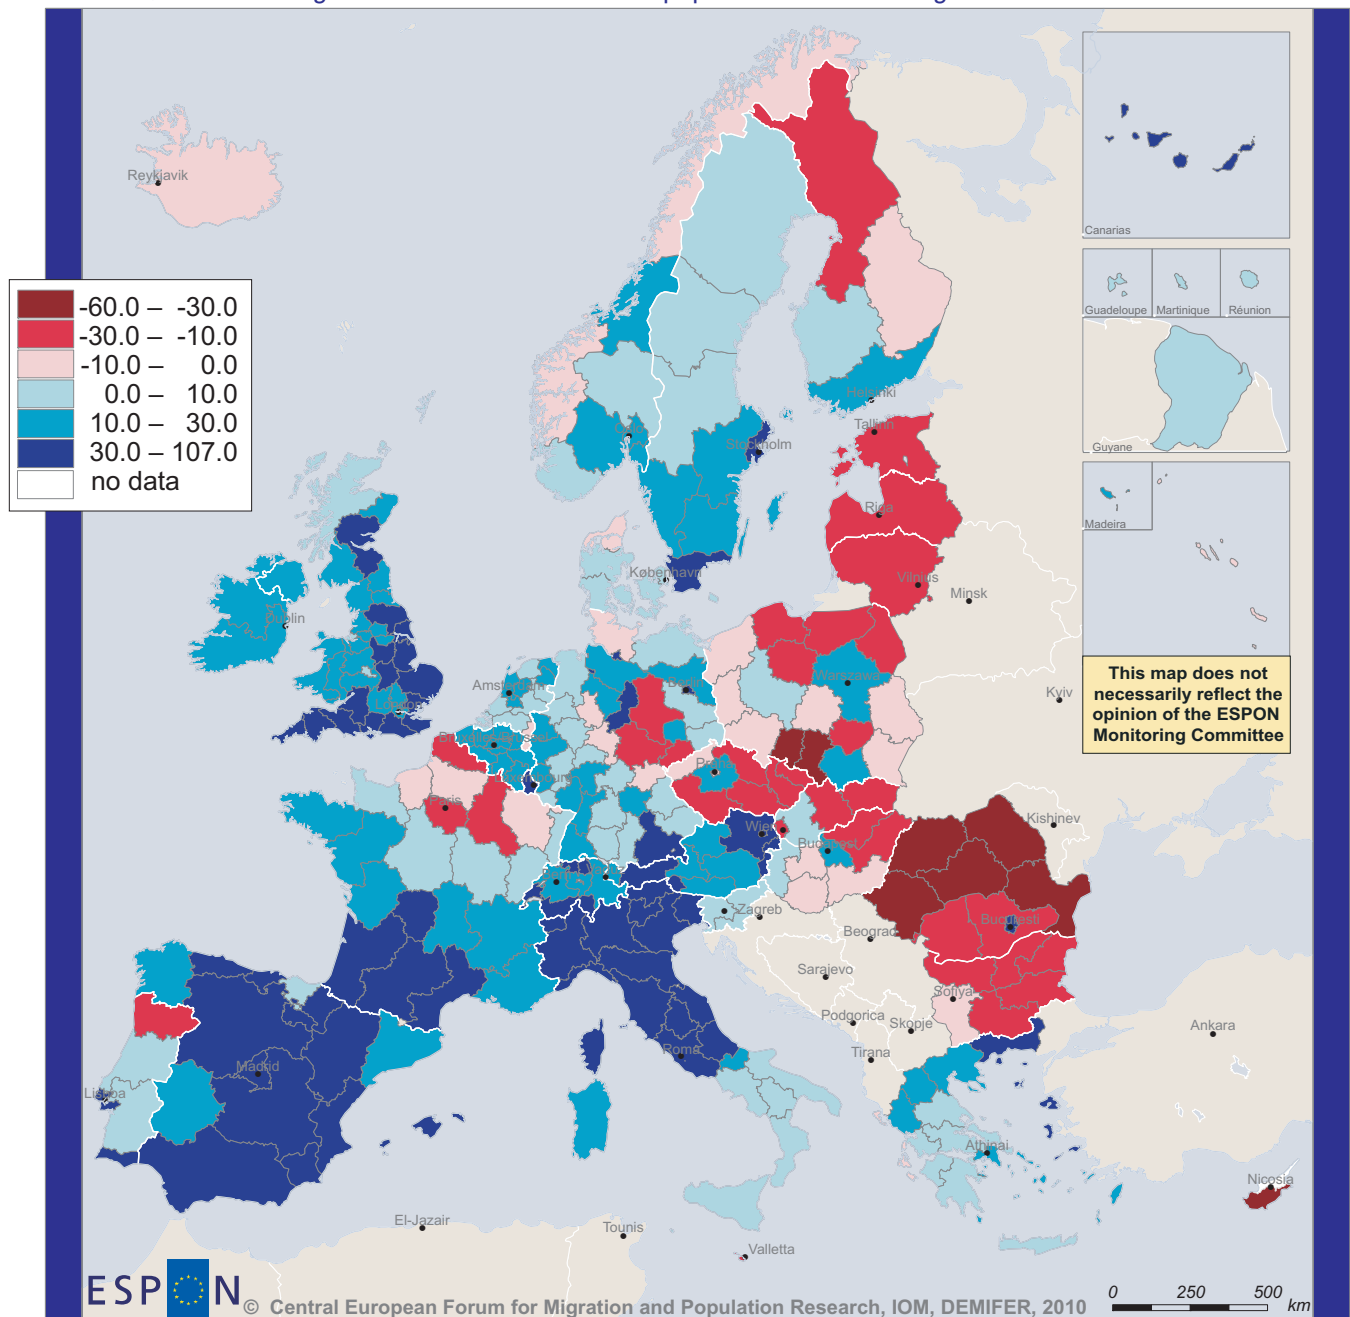 Reykjavik
Canarias
-60.0 – -30.0
-30.0 – -10.0
-10.0 – 0.0
0.0 – 10.0
10.0 – 30.0
30.0 – 107.0
no data
Guadeloupe
Martinique
Réunion
Guyane
Madeira
Helsinki
Tallinn
Oslo
Stockholm
Riga
København
Vilnius
Minsk
Dublin
This map does not
necessarily reflect the
opinion of the ESPON
Monitoring Committee
Amsterdam
Berlin
Warszawa
Kyiv
London
Praha
Paris
Kishinev
Wien
Budapest
Bern
Zagreb
Bucuresti
Beograd
Sarajevo
Sofiya
Podgorica
Skopje
Ankara
Roma
Tirana
Madrid
Lisboa
Athinai
Nicosia
El-Jazair
Tounis
Valletta
ESPON
© Central European Forum for Migration and Population Research, IOM, DEMIFER, 2010
0 250 500
km